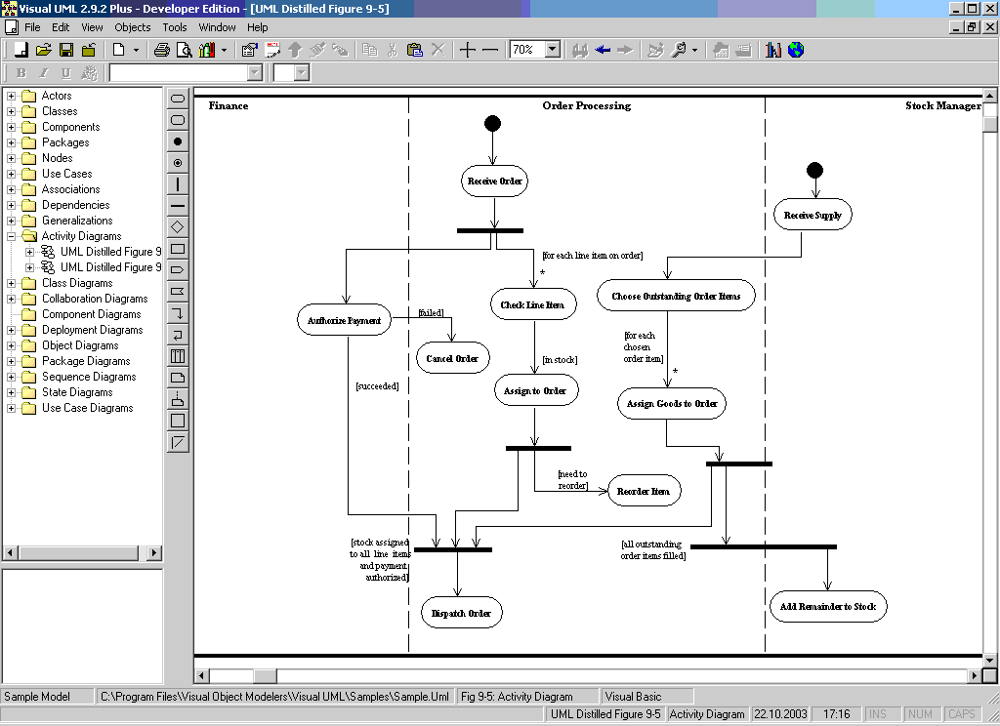 Visual UML 2.9.2 Plus - Developer Edition - [UML Distilled Figure 9-5]
File Edit View Objects Tools Window Help
70%
B I U
Actors
Classes
Components
Packages
Nodes
Use Cases
Associations
Dependencies
Generalizations
Activity Diagrams
UML Distilled Figure 9
UML Distilled Figure 9
Class Diagrams
Collaboration Diagrams
Component Diagrams
Deployment Diagrams
Object Diagrams
Package Diagrams
Sequence Diagrams
State Diagrams
Use Case Diagrams
Finance
Order Processing
Stock Manager
Receive Order
Receive Supply
[for each line item on order]
*
Choose Outstanding Order Items
Check Line Item
Authorize Payment
[failed]
[for each
chosen
order item]
*
Cancel Order
[in stock]
[succeeded]
Assign to Order
Assign Goods to Order
[need to
reorder]
Reorder Item
[stock assigned
to all line items
and payment
authorized]
[all outstanding
order items filled]
Dispatch Order
Add Remainder to Stock
Sample Model
C:\Program Files\Visual Object Modelers\Visual UML\Samples\Sample.Uml
Fig 9-5: Activity Diagram
Visual Basic
UML Distilled Figure 9-5
Activity Diagram
22.10.2003
17:16
INS
NUM
CAPS